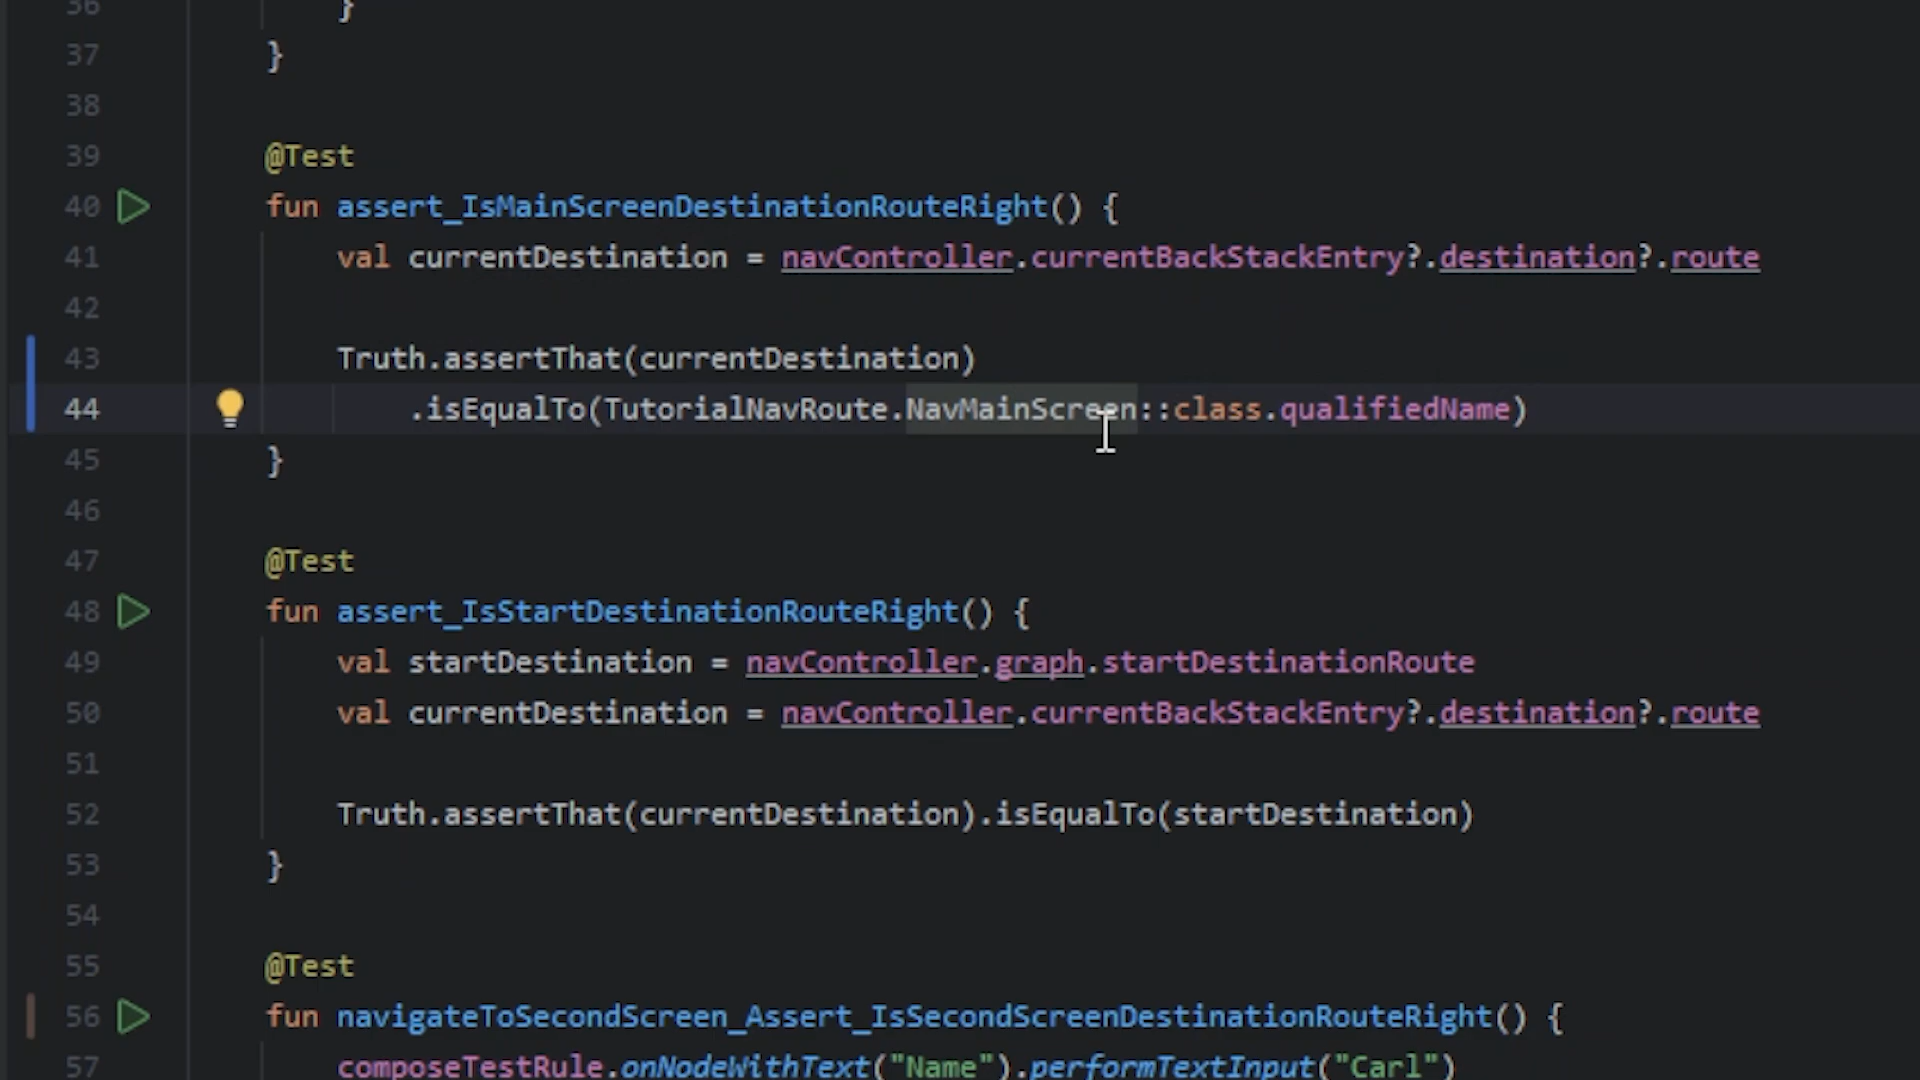 36 }
37 }
38
39 @Test
40 fun assert_IsMainScreenDestinationRouteRight() {
41 val currentDestination = navController.currentBackStackEntry?.destination?.route
42
43 Truth.assertThat(currentDestination)
44 .isEqualTo(TutorialNavRoute.NavMainScreen::class.qualifiedName)
45 }
46
47 @Test
48 fun assert_IsStartDestinationRouteRight() {
49 val startDestination = navController.graph.startDestinationRoute
50 val currentDestination = navController.currentBackStackEntry?.destination?.route
51
52 Truth.assertThat(currentDestination).isEqualTo(startDestination)
53 }
54
55 @Test
56 fun navigateToSecondScreen_Assert_IsSecondScreenDestinationRouteRight() {
57 composeTestRule.onNodeWithText("Name").performTextInput("Carl")